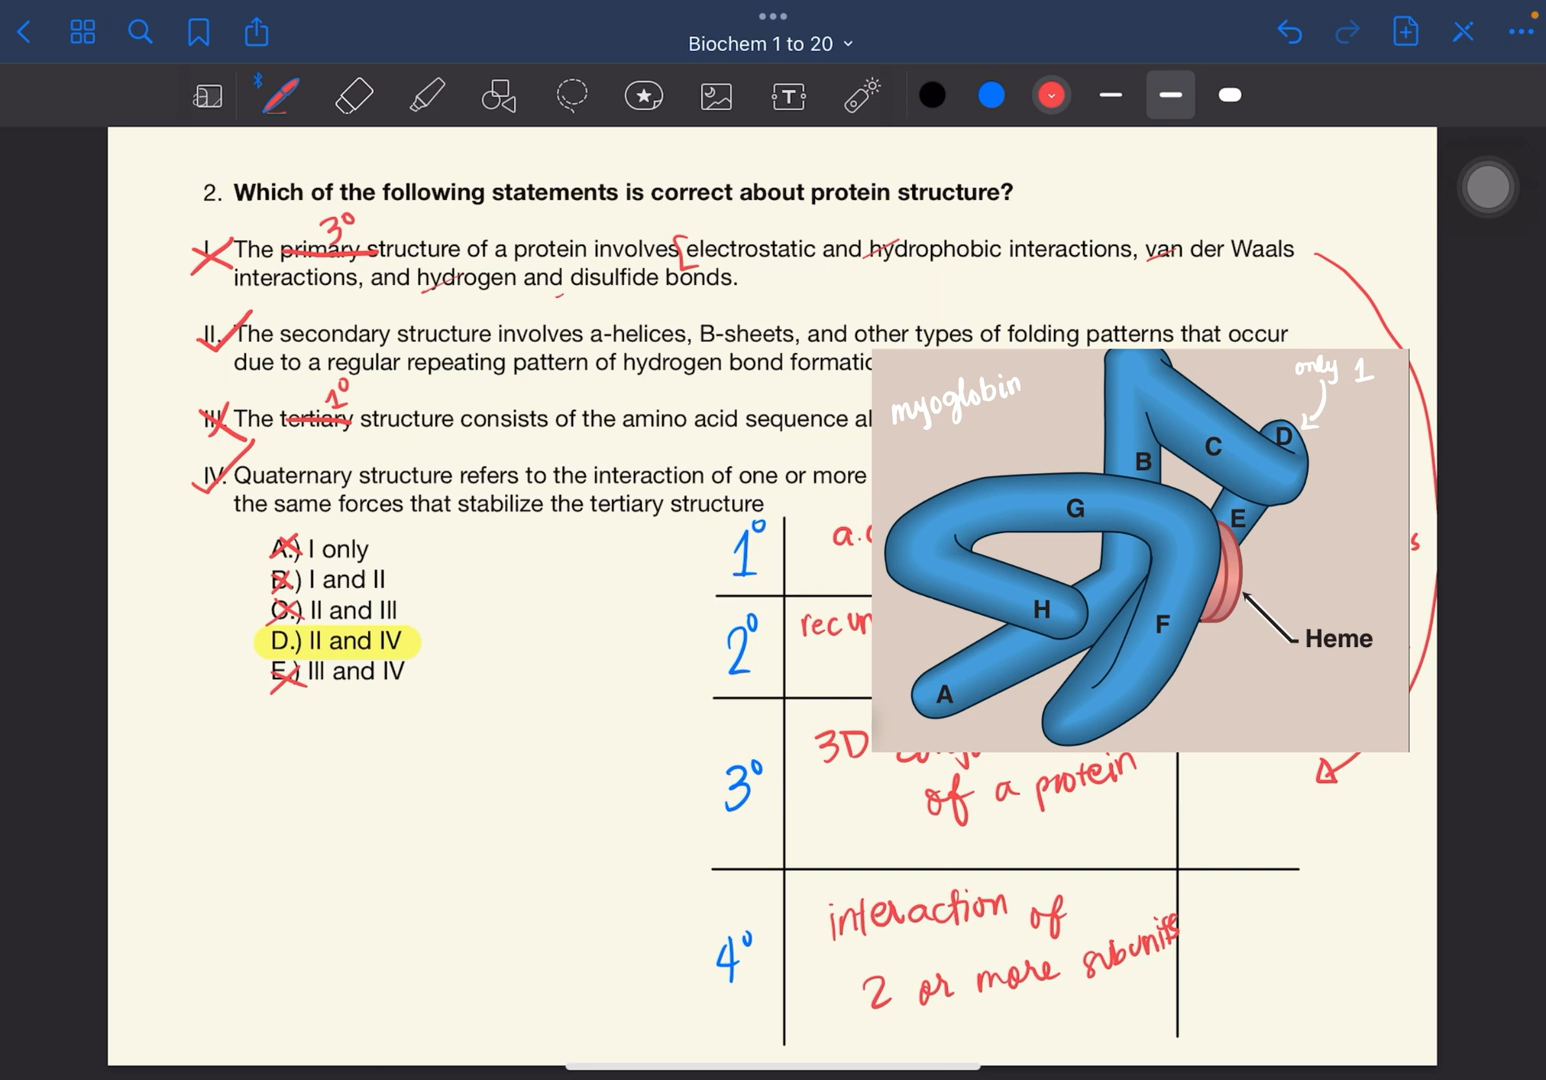 Biochem 1 to 20
2. Which of the following statements is correct about protein structure?
3°
I. The primary structure of a protein involves electrostatic and hydrophobic interactions, van der Waals
interactions, and hydrogen and disulfide bonds.
II. The secondary structure involves a-helices, B-sheets, and other types of folding patterns that occur
due to a regular repeating pattern of hydrogen bond formatio
1°
III. The tertiary structure consists of the amino acid sequence al
IV. Quaternary structure refers to the interaction of one or more
the same forces that stabilize the tertiary structure
A.) I only
B.) I and II
C.) II and III
D.) II and IV
E.) III and IV
myoglobin
only 1
B
C
D
G
E
H
F
A
Heme
1°
a.
s
2°
recur
3°
3D
of a protein
4°
interaction of
2 or more subunits